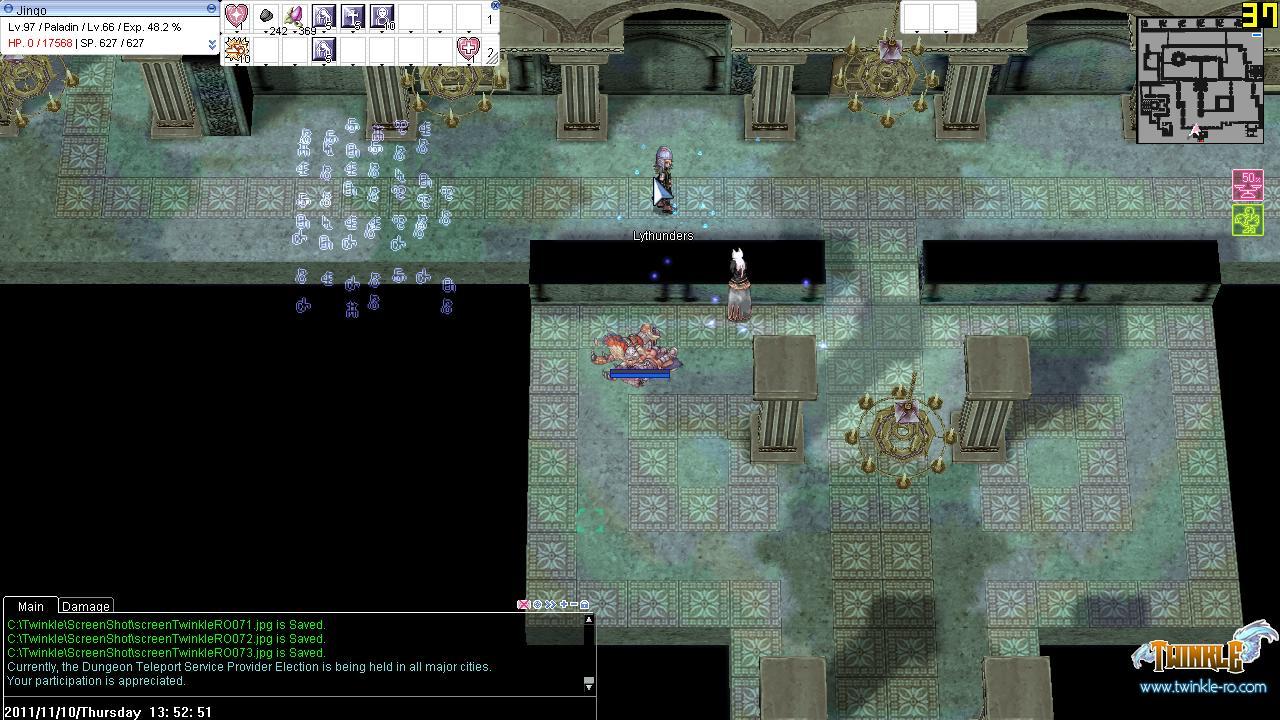 Jingo
Lv.97 / Paladin / Lv.66 / Exp. 48.2 %
HP. 0 / 17568 | SP. 627 / 627
242
369
5
10
1
10
5
2
37
50%
Lythunders
Main
Damage
C:\Twinkle\ScreenShot\screenTwinkleRO071.jpg is Saved.
C:\Twinkle\ScreenShot\screenTwinkleRO072.jpg is Saved.
C:\Twinkle\ScreenShot\screenTwinkleRO073.jpg is Saved.
Currently, the Dungeon Teleport Service Provider Election is being held in all major cities.
Your participation is appreciated.
2011/11/10/Thursday 13:52:51
TWINKLE
www.twinkle-ro.com